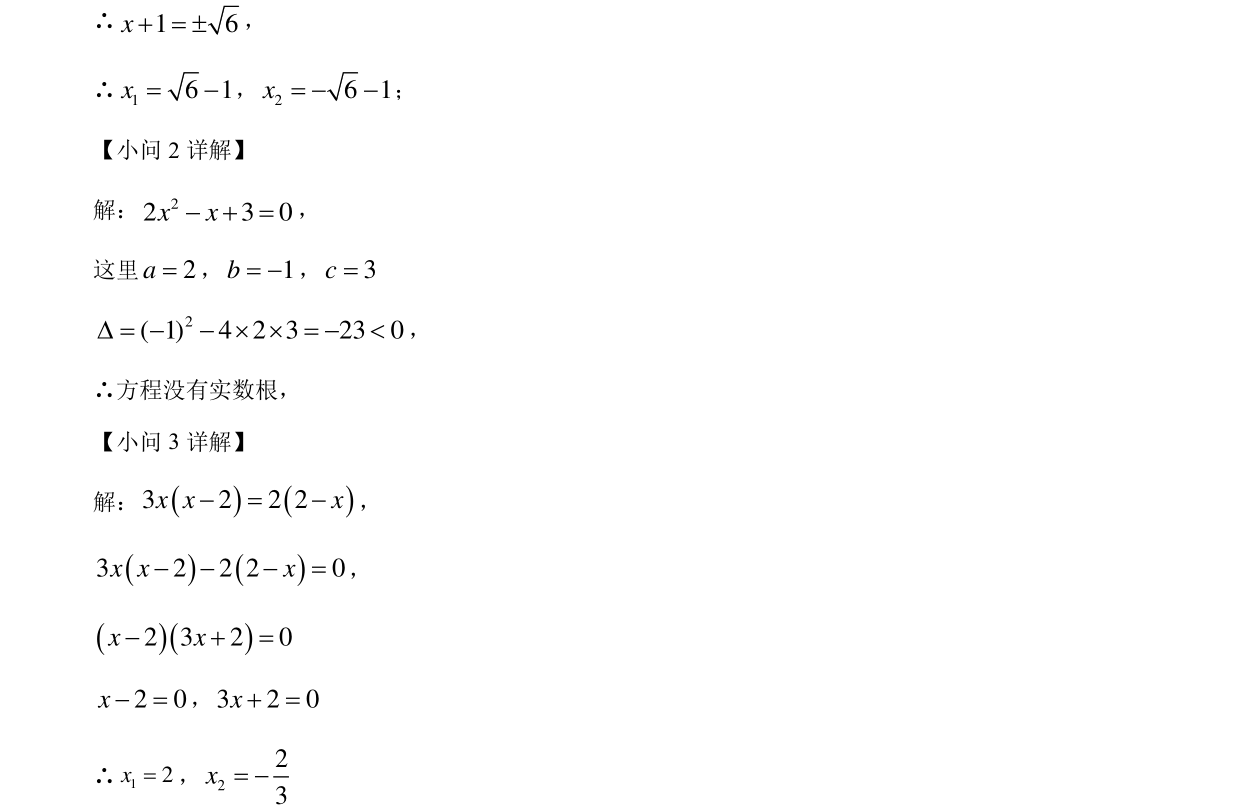 ∴ x+1=±√6，
∴ x₁=√6−1，x₂=−√6−1；
【小问 2 详解】
解：2x²−x+3=0，
这里 a=2，b=−1，c=3
Δ=(−1)²−4×2×3=−23<0，
∴方程没有实数根，
【小问 3 详解】
解：3x(x−2)=2(2−x)，
3x(x−2)−2(2−x)=0，
(x−2)(3x+2)=0
x−2=0，3x+2=0
∴ x₁=2，x₂=−2/3